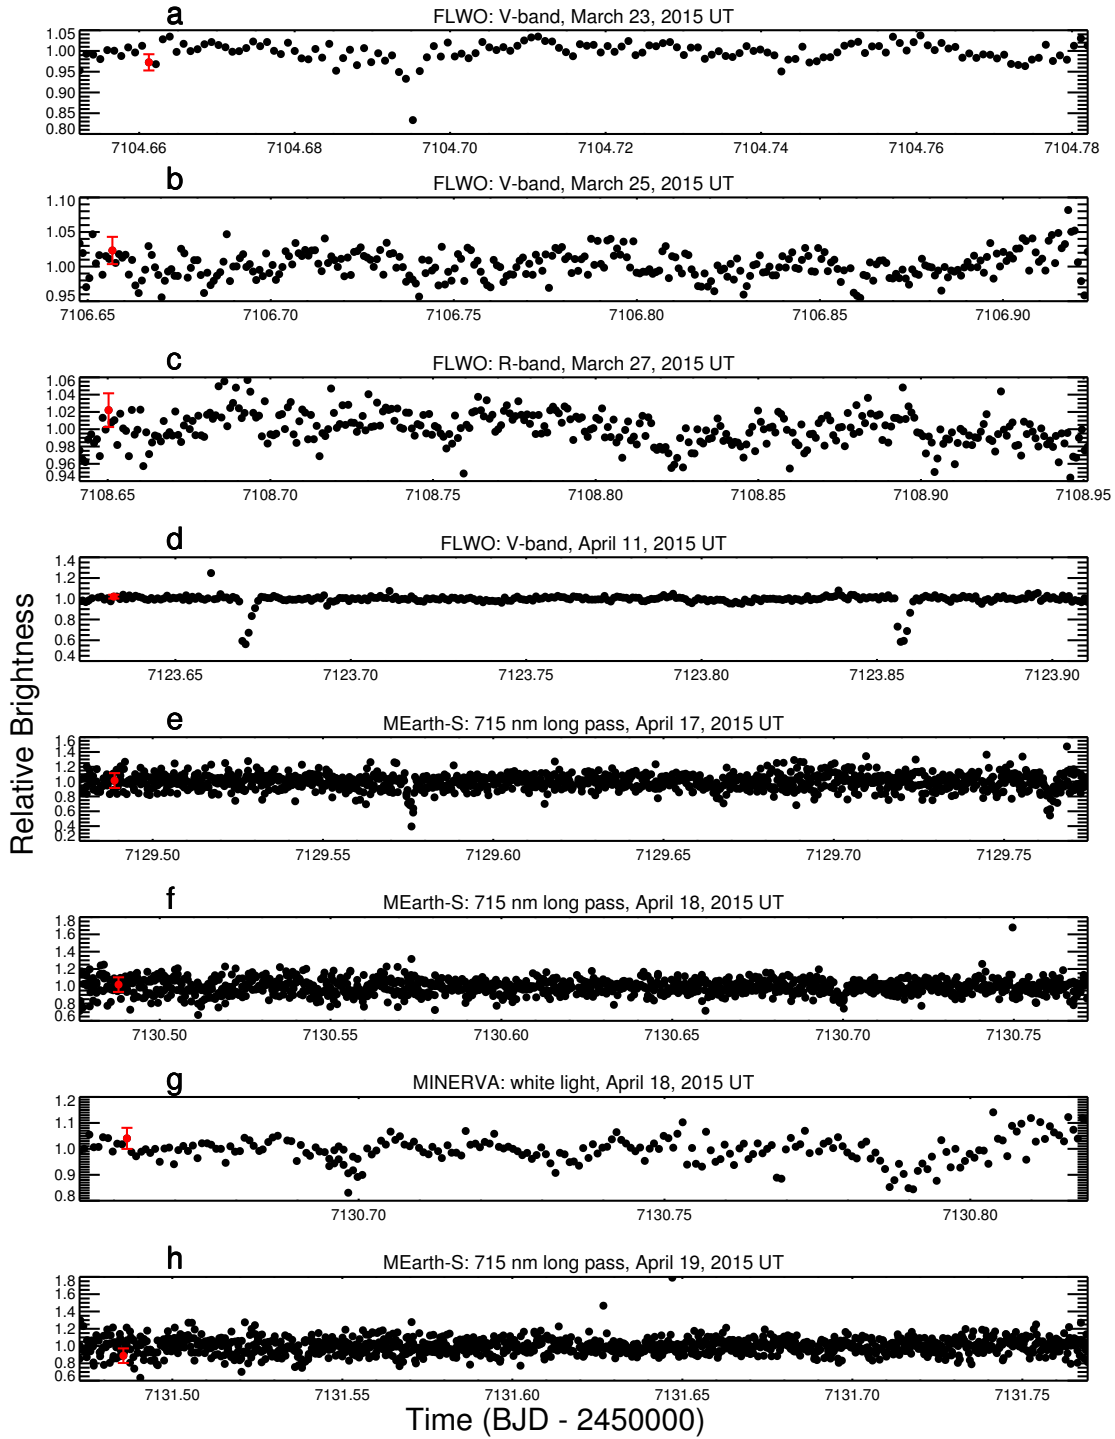 a
FLWO: V-band, March 23, 2015 UT
1.05
1.00
0.95
0.90
0.85
0.80
7104.66 7104.68 7104.70 7104.72 7104.74 7104.76 7104.78
b
FLWO: V-band, March 25, 2015 UT
1.10
1.05
1.00
0.95
7106.65 7106.70 7106.75 7106.80 7106.85 7106.90
c
FLWO: R-band, March 27, 2015 UT
1.06
1.04
1.02
1.00
0.98
0.96
0.94
7108.65 7108.70 7108.75 7108.80 7108.85 7108.90 7108.95
d
FLWO: V-band, April 11, 2015 UT
1.4
1.2
1.0
0.8
0.6
0.4
7123.65 7123.70 7123.75 7123.80 7123.85 7123.90
Relative Brightness
e
MEarth-S: 715 nm long pass, April 17, 2015 UT
1.6
1.4
1.2
1.0
0.8
0.6
0.4
0.2
7129.50 7129.55 7129.60 7129.65 7129.70 7129.75
f
MEarth-S: 715 nm long pass, April 18, 2015 UT
1.8
1.6
1.4
1.2
1.0
0.8
0.6
7130.50 7130.55 7130.60 7130.65 7130.70 7130.75
g
MINERVA: white light, April 18, 2015 UT
1.2
1.1
1.0
0.9
0.8
7130.70 7130.75 7130.80
h
MEarth-S: 715 nm long pass, April 19, 2015 UT
1.8
1.6
1.4
1.2
1.0
0.8
0.6
7131.50 7131.55 7131.60 7131.65 7131.70 7131.75
Time (BJD - 2450000)